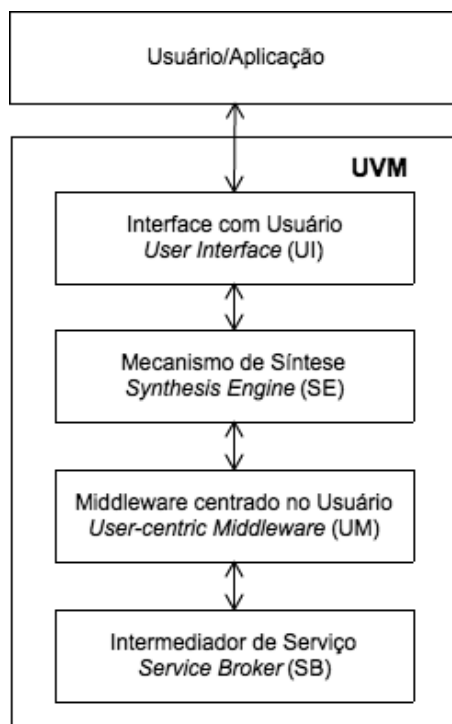 Usuário/Aplicação
UVM
Interface com Usuário
User Interface (UI)
Mecanismo de Síntese
Synthesis Engine (SE)
Middleware centrado no Usuário
User-centric Middleware (UM)
Intermediador de Serviço
Service Broker (SB)